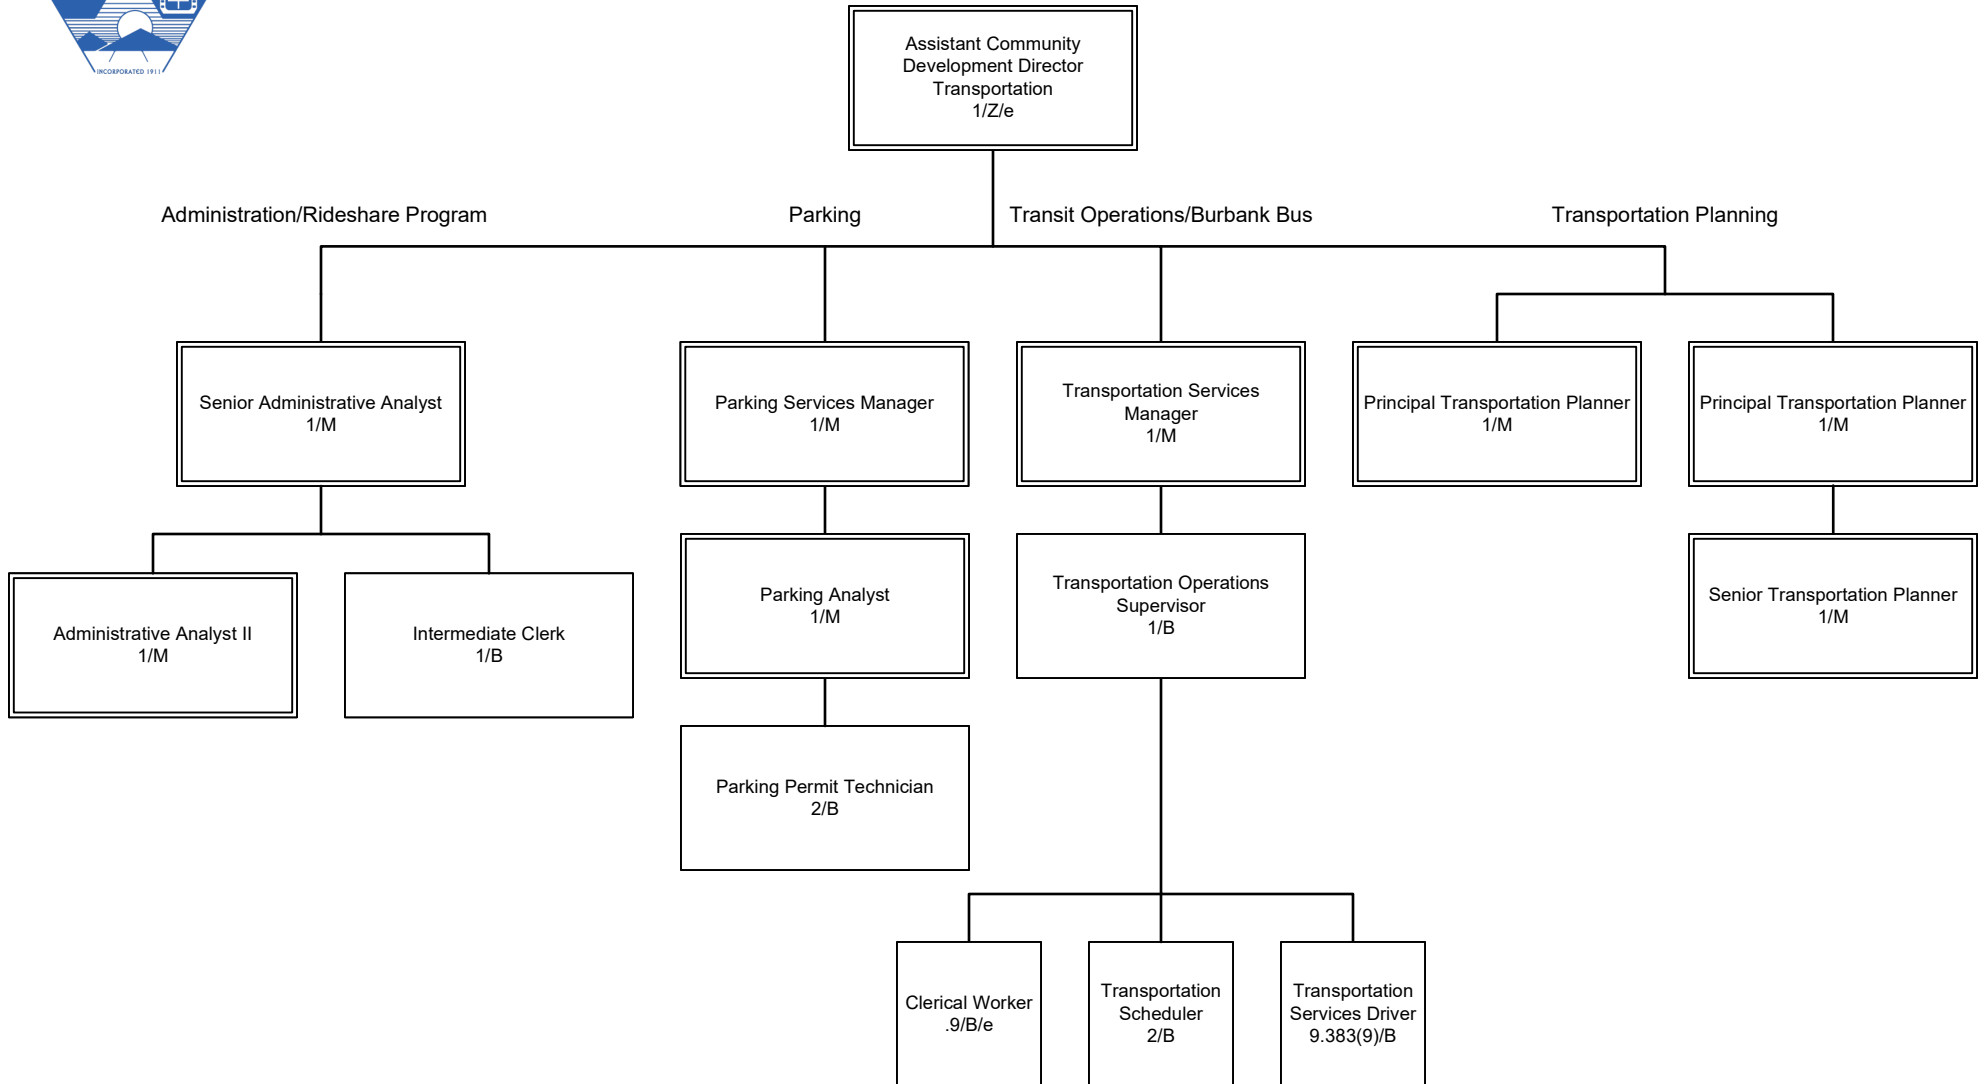 INCORPORATED 1911
Assistant Community
Development Director
Transportation
1/Z/e
Administration/Rideshare Program
Parking
Transit Operations/Burbank Bus
Transportation Planning
Senior Administrative Analyst
1/M
Parking Services Manager
1/M
Transportation Services
Manager
1/M
Principal Transportation Planner
1/M
Principal Transportation Planner
1/M
Administrative Analyst II
1/M
Intermediate Clerk
1/B
Parking Analyst
1/M
Transportation Operations
Supervisor
1/B
Senior Transportation Planner
1/M
Parking Permit Technician
2/B
Clerical Worker
.9/B/e
Transportation
Scheduler
2/B
Transportation
Services Driver
9.383(9)/B